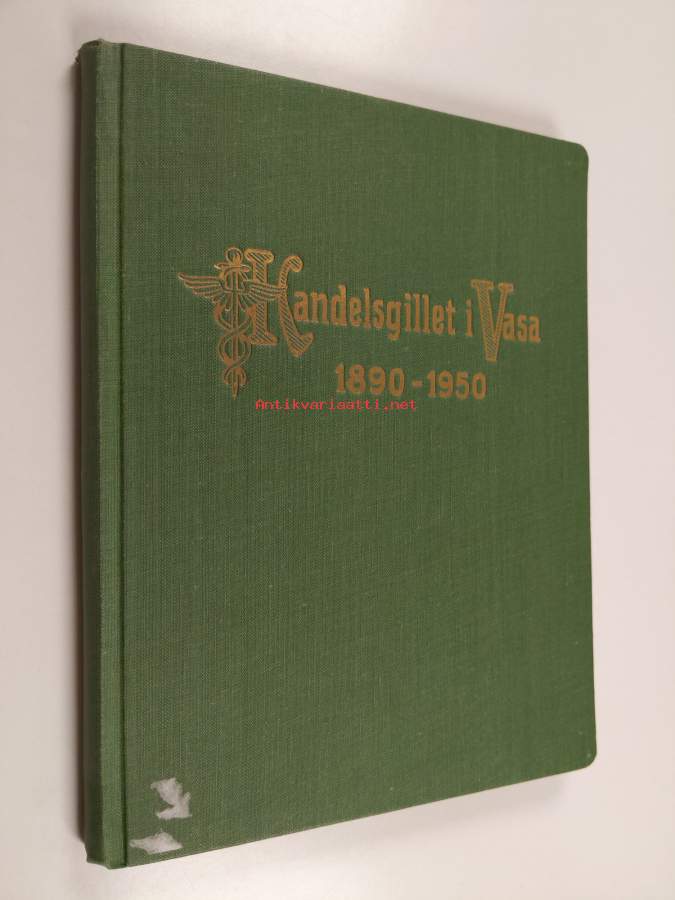 Handelsgillet i Vasa
1890-1950
Antikvariaatti.net